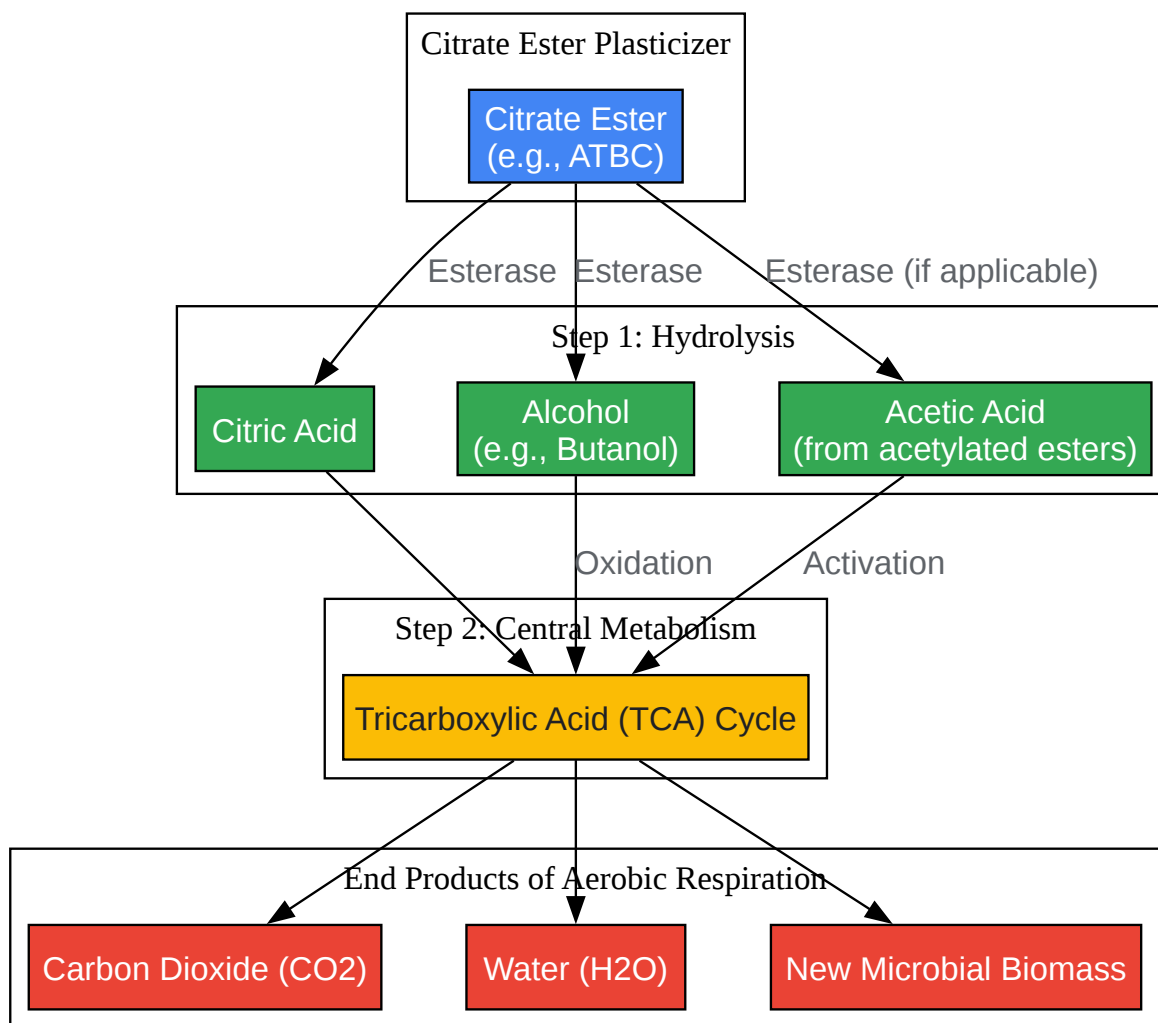 Citrate Ester Plasticizer
Citrate Ester
(e.g., ATBC)
Esterase
Esterase
Esterase (if applicable)
Step 1: Hydrolysis
Citric Acid
Alcohol
(e.g., Butanol)
Acetic Acid
(from acetylated esters)
Oxidation
Activation
Step 2: Central Metabolism
Tricarboxylic Acid (TCA) Cycle
End Products of Aerobic Respiration
Carbon Dioxide (CO2)
Water (H2O)
New Microbial Biomass